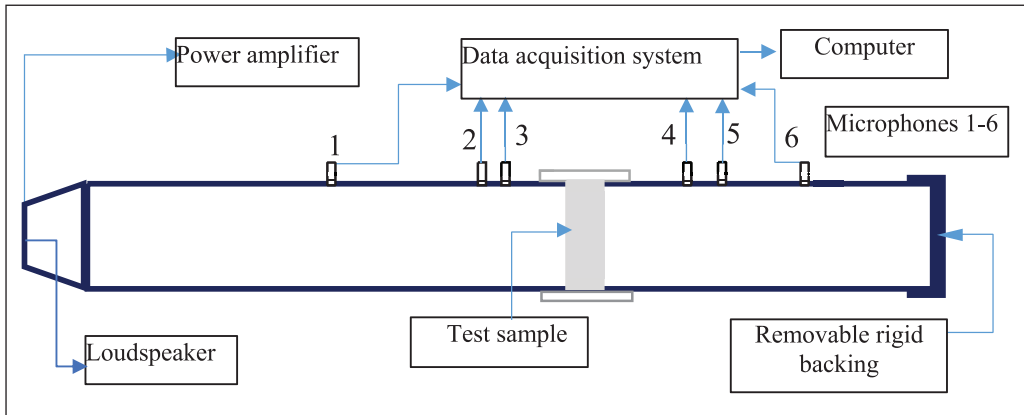 Power amplifier
Data acquisition system
Computer
Microphones 1-6
1
2
3
4
5
6
Test sample
Loudspeaker
Removable rigid
backing